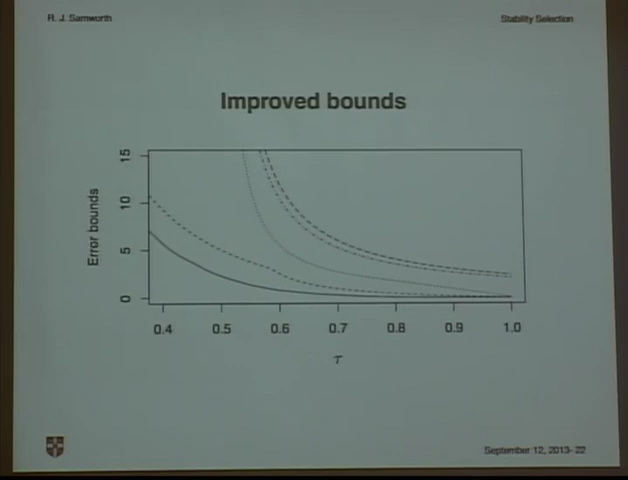 R. J. Samworth
Stability Selection
Improved bounds
Error bounds
15
10
5
0
0.4 0.5 0.6 0.7 0.8 0.9 1.0
τ
September 12, 2013- 22